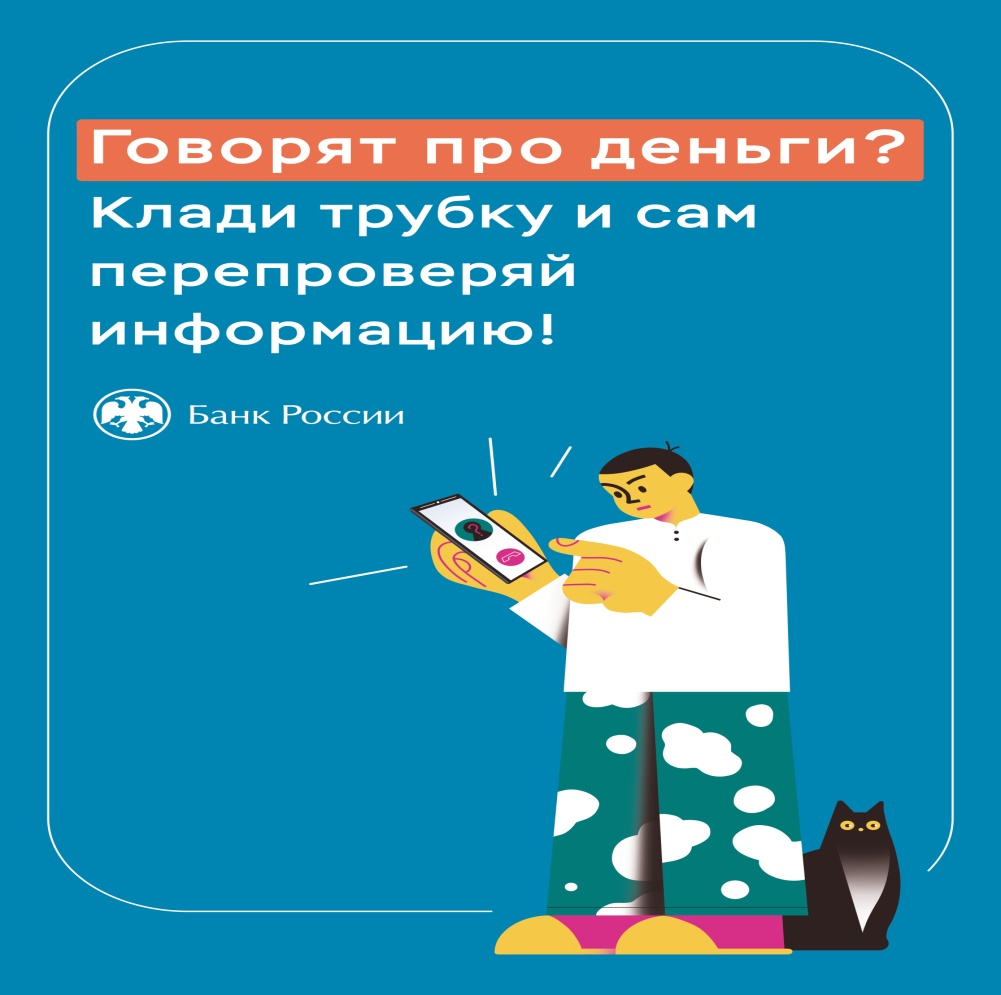 Говорят про деньги?
Клади трубку и сам
перепроверяй
информацию!
Банк России